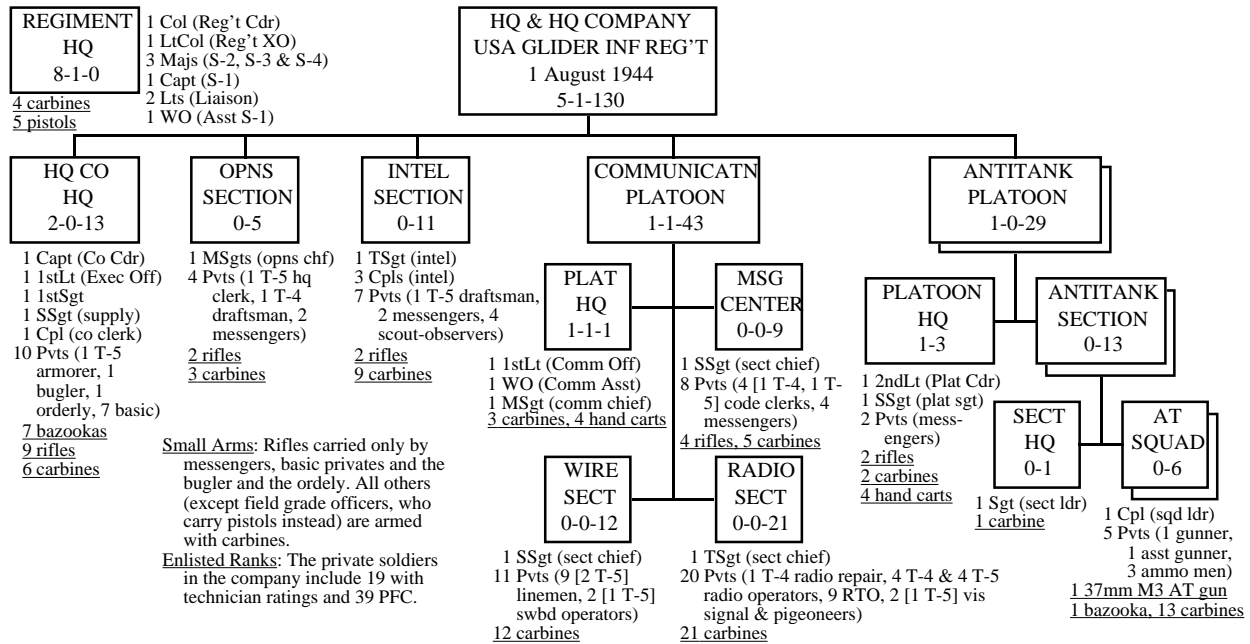 REGIMENT
HQ
8-1-0
4 carbines
5 pistols
1 Col (Reg't Cdr)
1 LtCol (Reg't XO)
3 Majs (S-2, S-3 & S-4)
1 Capt (S-1)
2 Lts (Liaison)
1 WO (Asst S-1)
HQ & HQ COMPANY
USA GLIDER INF REG'T
1 August 1944
5-1-130
HQ CO
HQ
2-0-13
1 Capt (Co Cdr)
1 1stLt (Exec Off)
1 1stSgt
1 SSgt (supply)
1 Cpl (co clerk)
10 Pvts (1 T-5
armorer, 1
bugler, 1
orderly, 7 basic)
7 bazookas
9 rifles
6 carbines
OPNS
SECTION
0-5
1 MSgts (opns chf)
4 Pvts (1 T-5 hq
clerk, 1 T-4
draftsman, 2
messengers)
2 rifles
3 carbines
INTEL
SECTION
0-11
1 TSgt (intel)
3 Cpls (intel)
7 Pvts (1 T-5 draftsman,
2 messengers, 4
scout-observers)
2 rifles
9 carbines
Small Arms: Rifles carried only by
messengers, basic privates and the
bugler and the ordely. All others
(except field grade officers, who
carry pistols instead) are armed
with carbines.
Enlisted Ranks: The private soldiers
in the company include 19 with
technician ratings and 39 PFC.
COMMUNICATN
PLATOON
1-1-43
PLAT
HQ
1-1-1
1 1stLt (Comm Off)
1 WO (Comm Asst)
1 MSgt (comm chief)
3 carbines, 4 hand carts
MSG
CENTER
0-0-9
1 SSgt (sect chief)
8 Pvts (4 [1 T-4, 1 T-
5] code clerks, 4
messengers)
4 rifles, 5 carbines
WIRE
SECT
0-0-12
1 SSgt (sect chief)
11 Pvts (9 [2 T-5]
linemen, 2 [1 T-5]
swbd operators)
12 carbines
RADIO
SECT
0-0-21
1 TSgt (sect chief)
20 Pvts (1 T-4 radio repair, 4 T-4 & 4 T-5
radio operators, 9 RTO, 2 [1 T-5] vis
signal & pigeoneers)
21 carbines
ANTITANK
PLATOON
1-0-29
PLATOON
HQ
1-3
1 2ndLt (Plat Cdr)
1 SSgt (plat sgt)
2 Pvts (mess-
engers)
2 rifles
2 carbines
4 hand carts
ANTITANK
SECTION
0-13
SECT
HQ
0-1
1 Sgt (sect ldr)
1 carbine
AT
SQUAD
0-6
1 Cpl (sqd ldr)
5 Pvts (1 gunner,
1 asst gunner,
3 ammo men)
1 37mm M3 AT gun
1 bazooka, 13 carbines